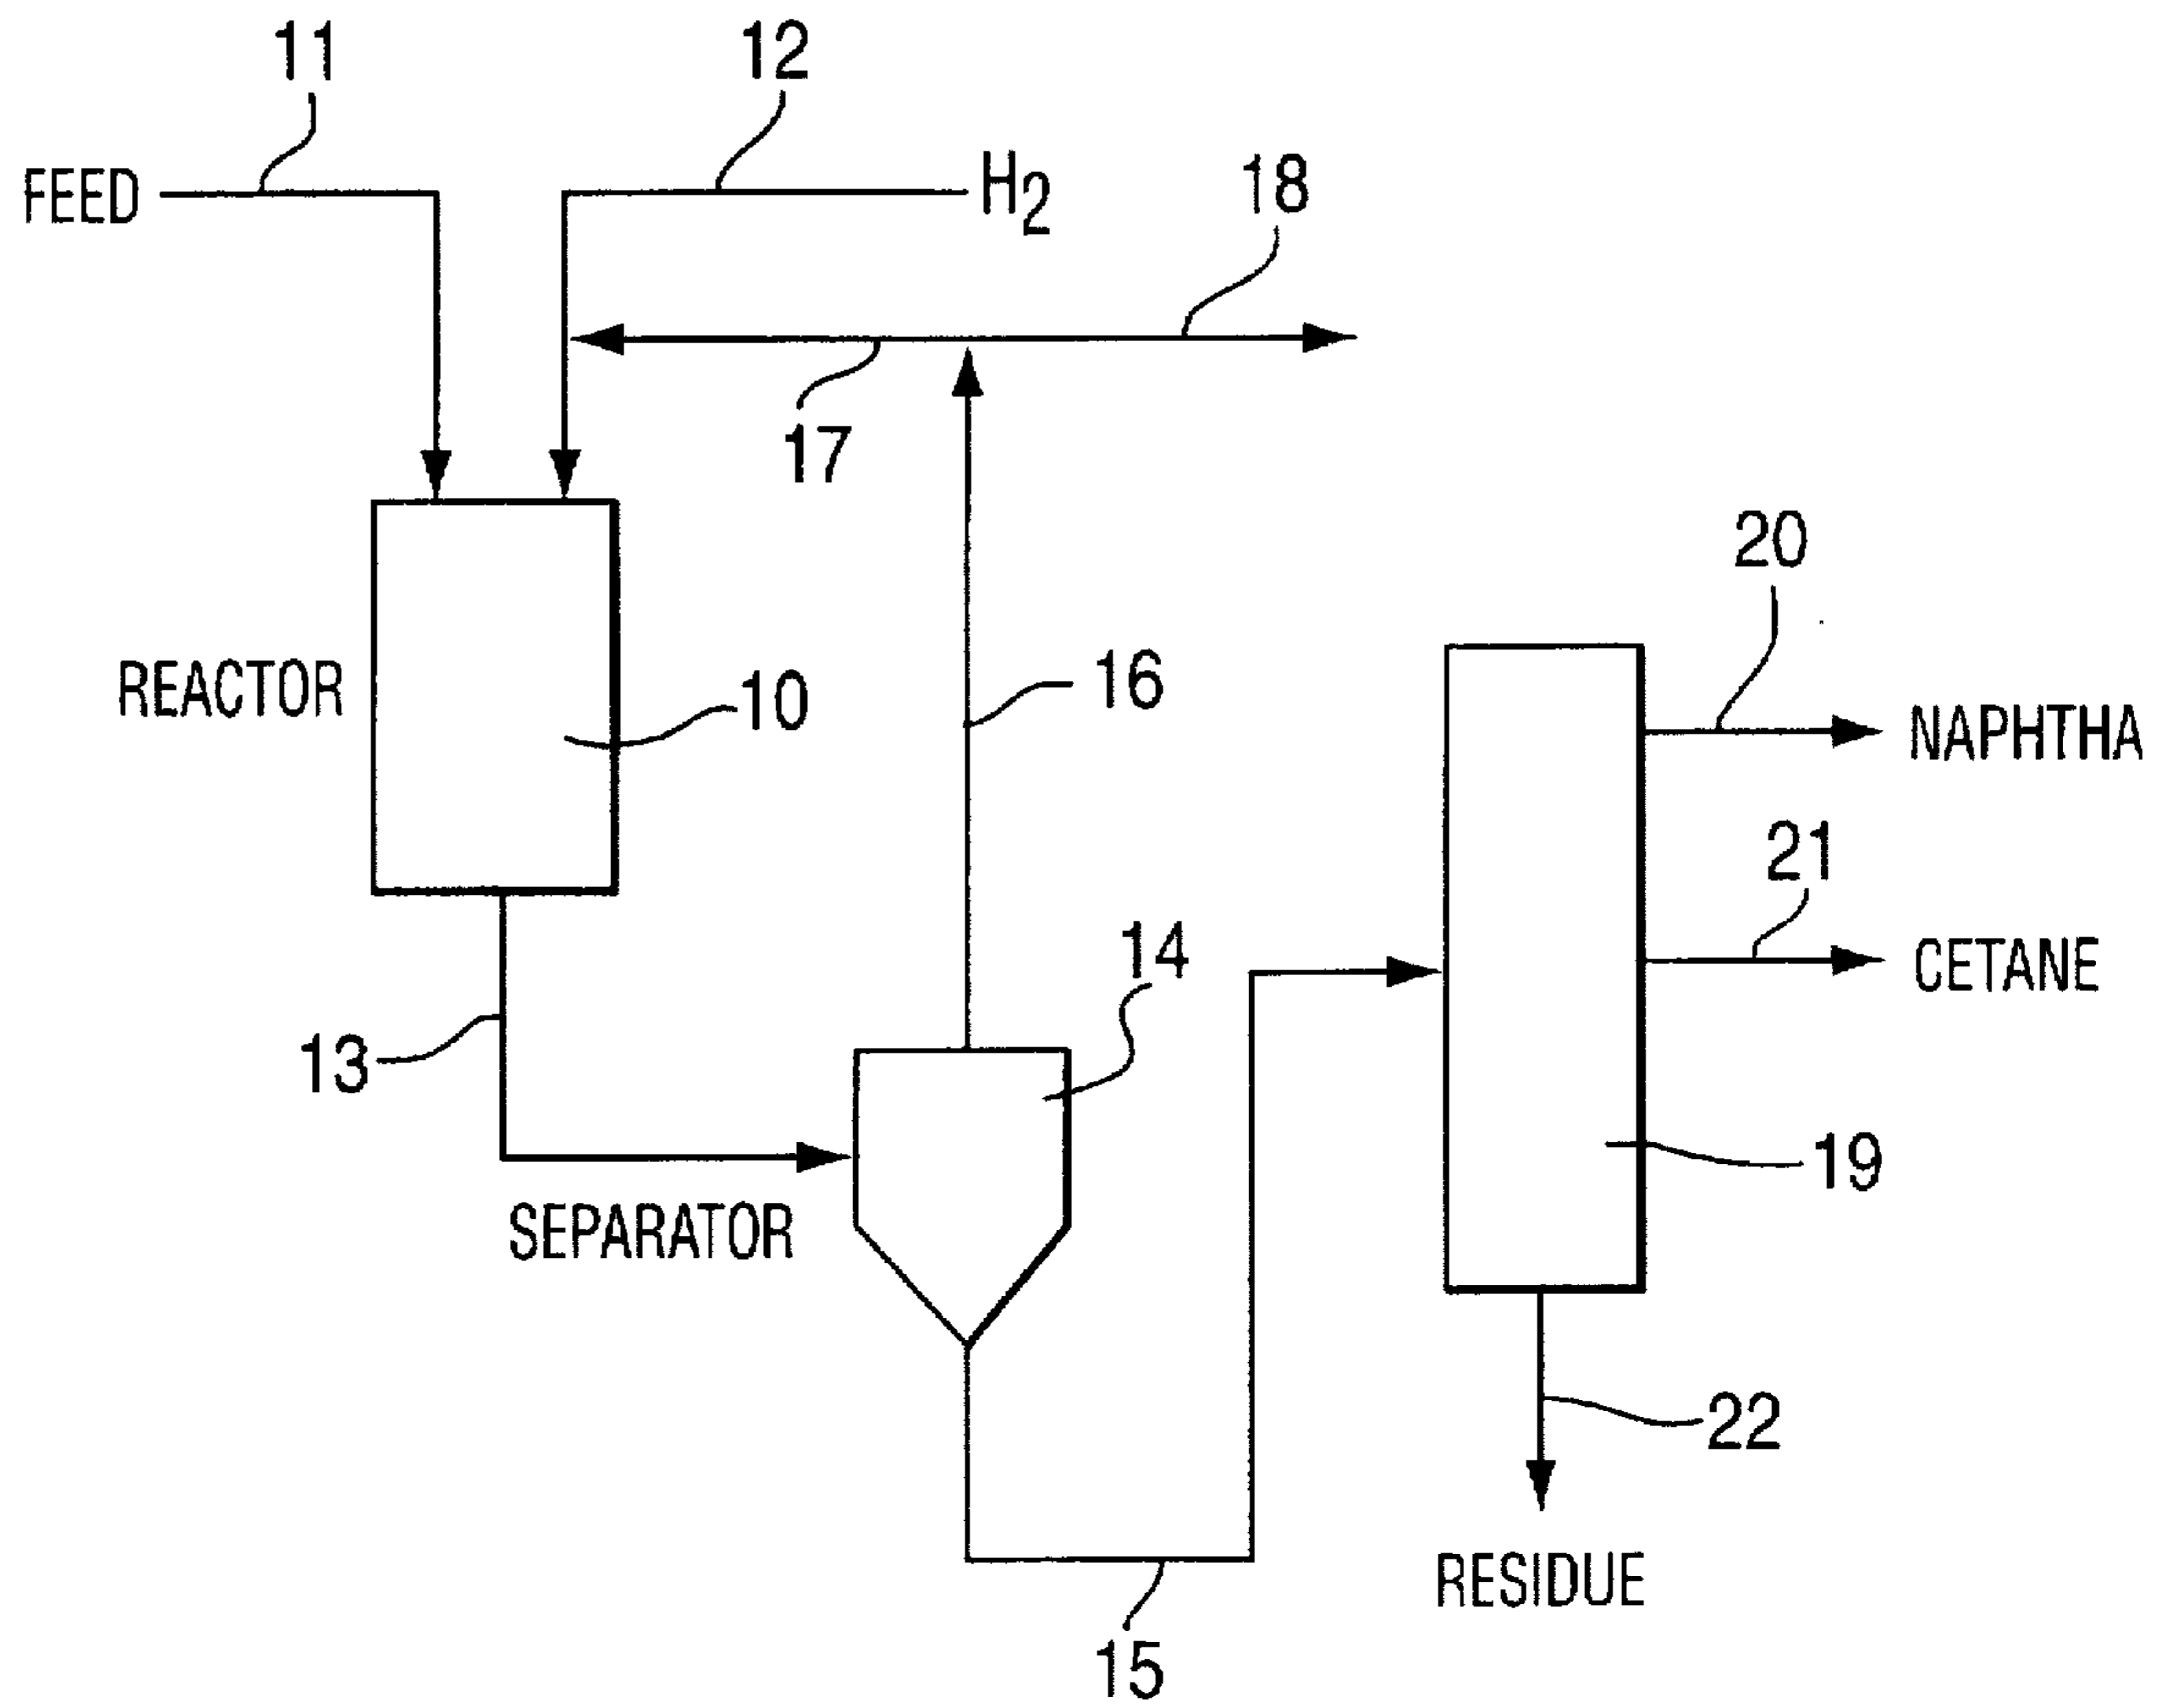 11
12
FEED
H2
18
17
20
REACTOR
10
16
NAPHTHA
21
14
CETANE
13
19
SEPARATOR
22
RESIDUE
15